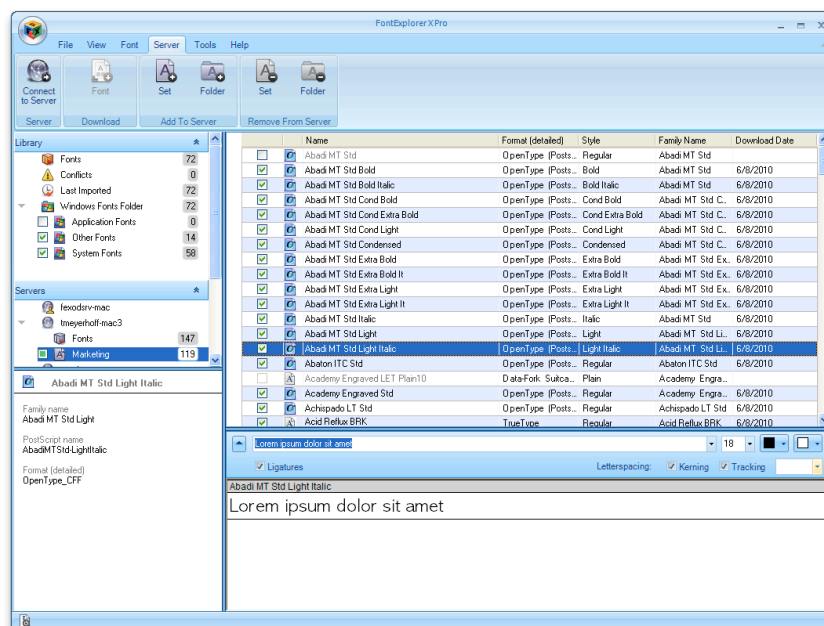 FontExplorer X Pro
File View Font Server Tools Help
Connect to Server
Font
Set
Folder
Set
Folder
Server
Download
Add To Server
Remove From Server
Library
Fonts 72
Conflicts 0
Last Imported 72
Windows Fonts Folder 72
Application Fonts 0
Other Fonts 14
System Fonts 58
Servers
fexodsrv-mac
tmeyerhoff-mac3
Fonts 147
Marketing 119
Abadi MT Std Light Italic
Family name
Abadi MT Std Light
PostScript name
AbadiMTStd-LightItalic
Format (detailed)
OpenType_CFF
Name Format (detailed) Style Family Name Download Date
Abadi MT Std OpenType (Posts... Regular Abadi MT Std
Abadi MT Std Bold OpenType (Posts... Bold Abadi MT Std 6/8/2010
Abadi MT Std Bold Italic OpenType (Posts... Bold Italic Abadi MT Std 6/8/2010
Abadi MT Std Cond Bold OpenType (Posts... Cond Bold Abadi MT Std C... 6/8/2010
Abadi MT Std Cond Extra Bold OpenType (Posts... Cond Extra Bold Abadi MT Std C... 6/8/2010
Abadi MT Std Cond Light OpenType (Posts... Cond Light Abadi MT Std C... 6/8/2010
Abadi MT Std Condensed OpenType (Posts... Condensed Abadi MT Std C... 6/8/2010
Abadi MT Std Extra Bold OpenType (Posts... Extra Bold Abadi MT Std Ex... 6/8/2010
Abadi MT Std Extra Bold It OpenType (Posts... Extra Bold It Abadi MT Std Ex... 6/8/2010
Abadi MT Std Extra Light OpenType (Posts... Extra Light Abadi MT Std Ex... 6/8/2010
Abadi MT Std Extra Light It OpenType (Posts... Extra Light It Abadi MT Std Ex... 6/8/2010
Abadi MT Std Italic OpenType (Posts... Italic Abadi MT Std 6/8/2010
Abadi MT Std Light OpenType (Posts... Light Abadi MT Std Li... 6/8/2010
Abadi MT Std Light Italic OpenType (Posts... Light Italic Abadi MT Std Li... 6/8/2010
Abaton ITC Std OpenType (Posts... Regular Abaton ITC Std 6/8/2010
Academy Engraved LET Plain10 Data-Fork Suitca... Plain Academy Engra...
Academy Engraved Std OpenType (Posts... Regular Academy Engra... 6/8/2010
Achispado LT Std OpenType (Posts... Regular Achispado LT Std 6/8/2010
Acid Reflux BRK TrueType Regular Acid Reflux BRK 6/8/2010
Lorem ipsum dolor sit amet 18
Ligatures Letterspacing: Kerning Tracking
Abadi MT Std Light Italic
Lorem ipsum dolor sit amet